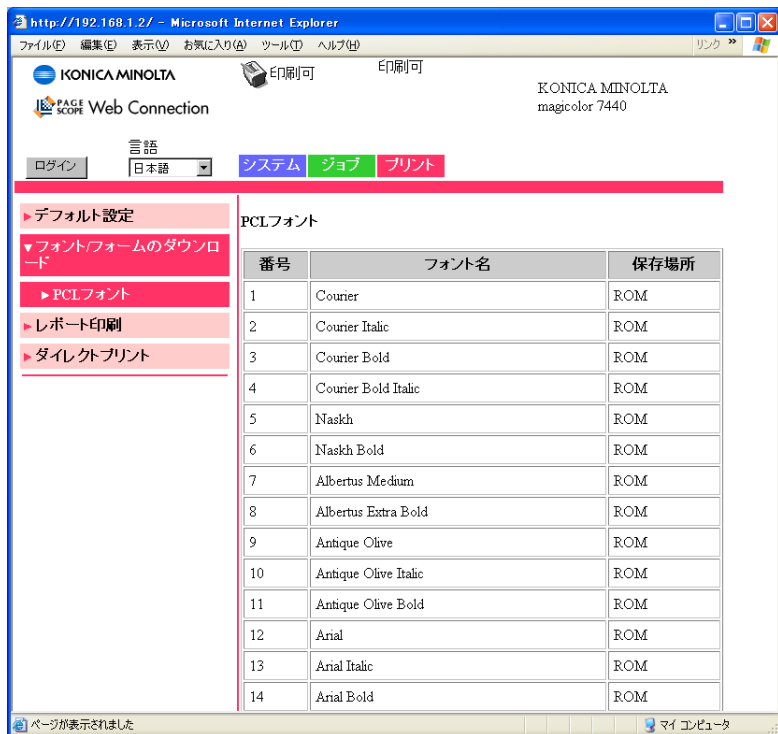 http://192.168.1.2/ - Microsoft Internet Explorer
ファイル(F) 編集(E) 表示(V) お気に入り(A) ツール(T) ヘルプ(H) リンク »
KONICA MINOLTA
印刷可
印刷可
KONICA MINOLTA
magicolor 7440
PAGE SCOPE Web Connection
言語
ログイン
日本語
システム ジョブ プリント
デフォルト設定
フォント/フォームのダウンロ
ード
PCLフォント
レポート印刷
ダイレクトプリント
PCLフォント
番号 フォント名 保存場所
1 Courier ROM
2 Courier Italic ROM
3 Courier Bold ROM
4 Courier Bold Italic ROM
5 Naskh ROM
6 Naskh Bold ROM
7 Albertus Medium ROM
8 Albertus Extra Bold ROM
9 Antique Olive ROM
10 Antique Olive Italic ROM
11 Antique Olive Bold ROM
12 Arial ROM
13 Arial Italic ROM
14 Arial Bold ROM
ページが表示されました マイ コンピュータ